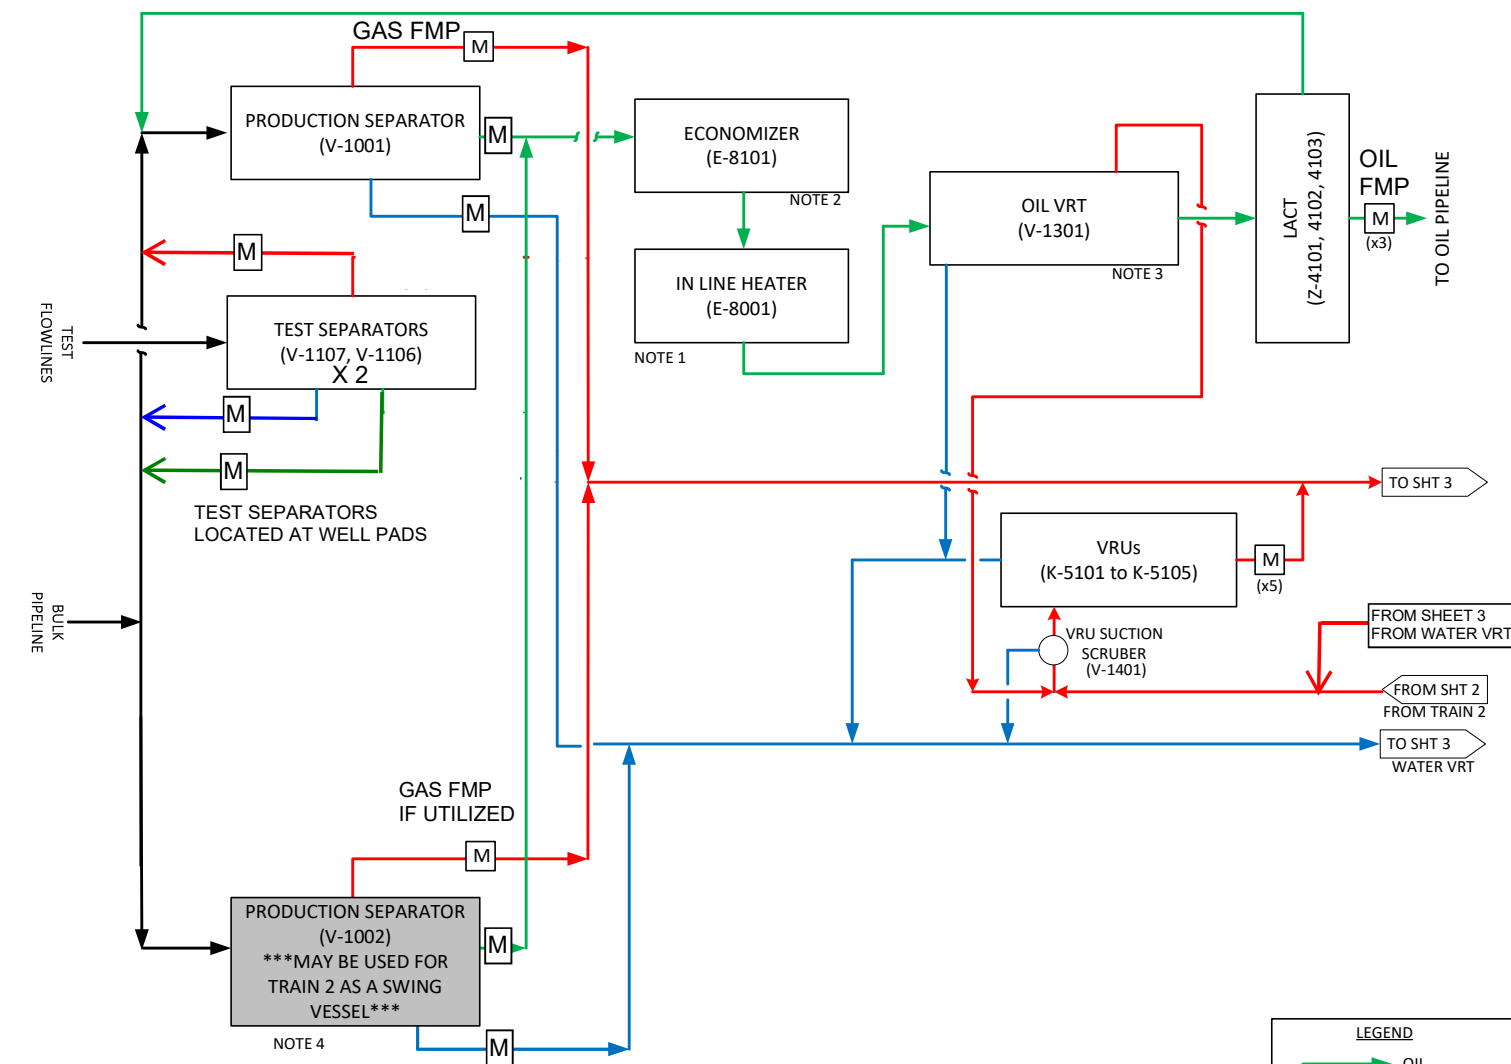 GAS FMP
M
PRODUCTION SEPARATOR
(V-1001)
M
M
ECONOMIZER
(E-8101)
NOTE 2
IN LINE HEATER
(E-8001)
NOTE 1
OIL VRT
(V-1301)
NOTE 3
LACT
(Z-4101, 4102, 4103)
OIL
FMP
M
(x3)
TO OIL PIPELINE
M
TEST
FLOWLINES
TEST SEPARATORS
(V-1107, V-1106)
X 2
M
M
TEST SEPARATORS
LOCATED AT WELL PADS
BULK
PIPELINE
TO SHT 3
VRUs
(K-5101 to K-5105)
M
(x5)
VRU SUCTION
SCRUBER
(V-1401)
FROM SHEET 3
FROM WATER VRT
FROM SHT 2
FROM TRAIN 2
TO SHT 3
WATER VRT
GAS FMP
IF UTILIZED
M
PRODUCTION SEPARATOR
(V-1002)
***MAY BE USED FOR
TRAIN 2 AS A SWING
VESSEL***
M
NOTE 4
M
LEGEND
OIL